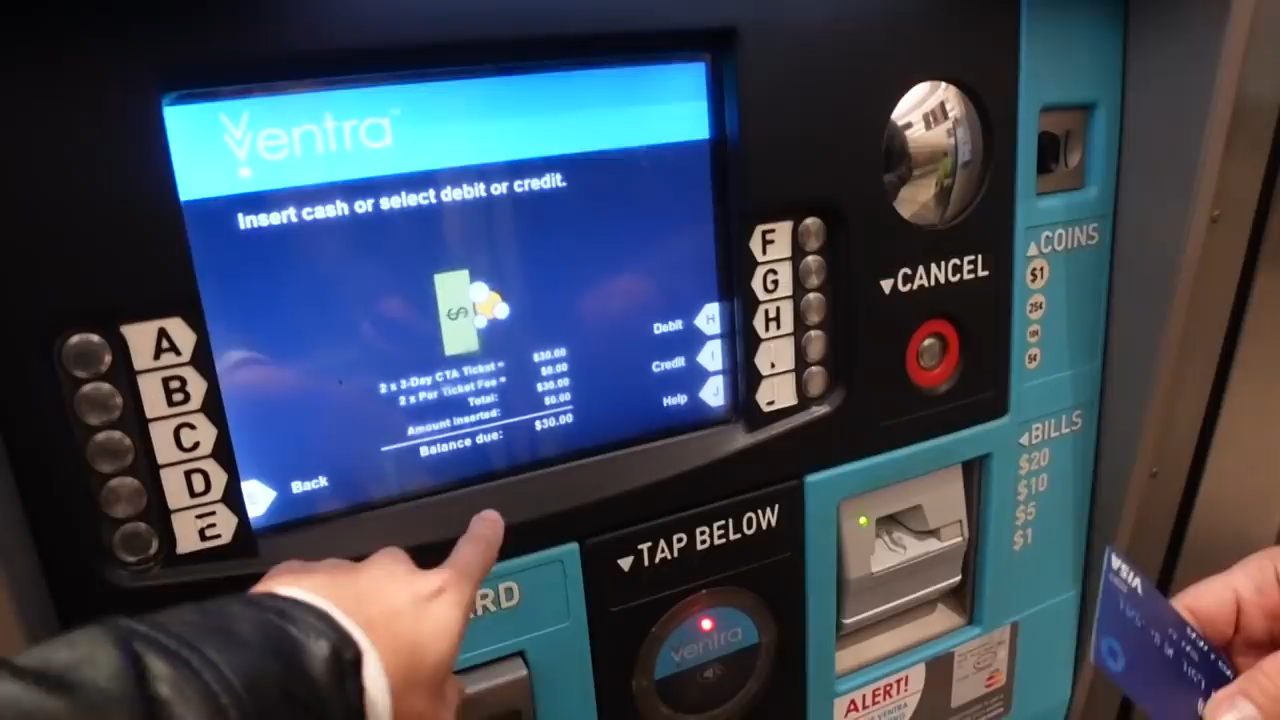 Ventra
Insert cash or select debit or credit.
$
2 x 3-Day CTA Ticket = $30.00
2 x Per Ticket Fee = $0.00
Total: $30.00
Amount inserted: $0.00
Balance due: $30.00
Debit H
Credit I
Help J
Back
A
B
C
D
E
F
G
H
CANCEL
COINS
$1
25¢
10¢
5¢
BILLS
$20
$10
$5
$1
TAP BELOW
ventra
ARD
ALERT!
VENTRA
VISA